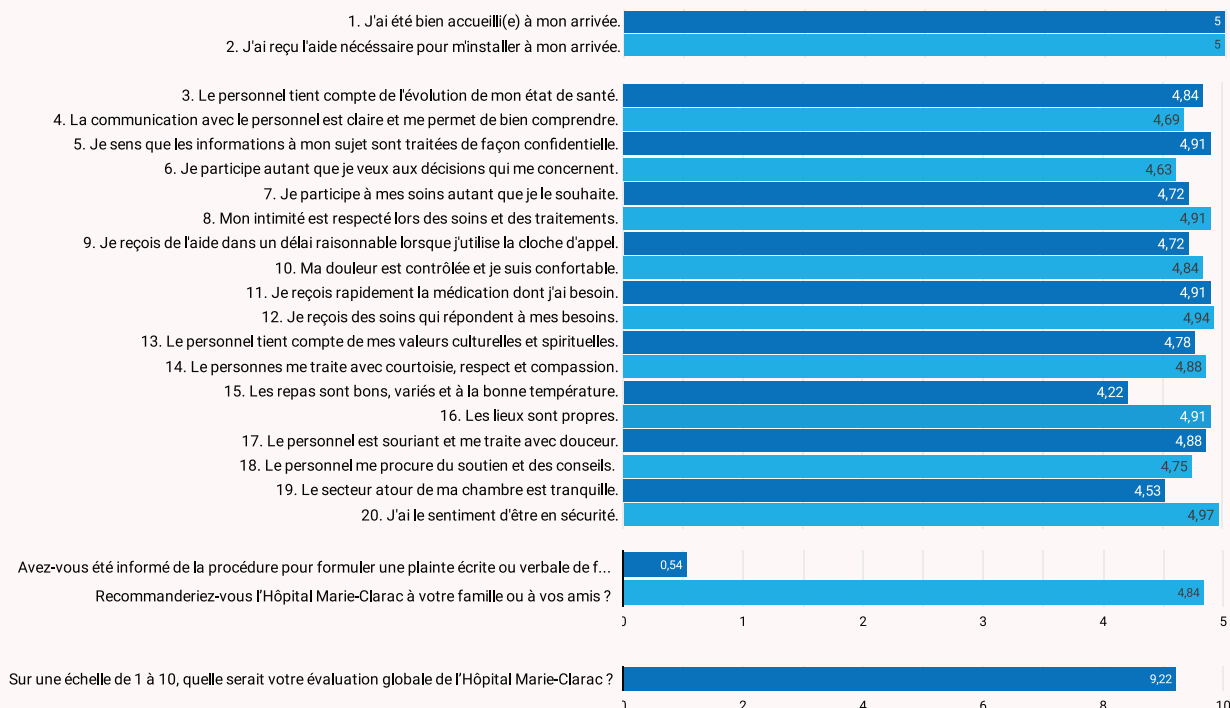 1. J'ai été bien accueilli(e) à mon arrivée. 5
2. J'ai reçu l'aide nécéssaire pour m'installer à mon arrivée. 5
3. Le personnel tient compte de l'évolution de mon état de santé. 4,84
4. La communication avec le personnel est claire et me permet de bien comprendre. 4,69
5. Je sens que les informations à mon sujet sont traitées de façon confidentielle. 4,91
6. Je participe autant que je veux aux décisions qui me concernent. 4,63
7. Je participe à mes soins autant que je le souhaite. 4,72
8. Mon intimité est respecté lors des soins et des traitements. 4,91
9. Je reçois de l'aide dans un délai raisonnable lorsque j'utilise la cloche d'appel. 4,72
10. Ma douleur est contrôlée et je suis confortable. 4,84
11. Je reçois rapidement la médication dont j'ai besoin. 4,91
12. Je reçois des soins qui répondent à mes besoins. 4,94
13. Le personnel tient compte de mes valeurs culturelles et spirituelles. 4,78
14. Le personnes me traite avec courtoisie, respect et compassion. 4,88
15. Les repas sont bons, variés et à la bonne température. 4,22
16. Les lieux sont propres. 4,91
17. Le personnel est souriant et me traite avec douceur. 4,88
18. Le personnel me procure du soutien et des conseils. 4,75
19. Le secteur atour de ma chambre est tranquille. 4,53
20. J'ai le sentiment d'être en sécurité. 4,97
Avez-vous été informé de la procédure pour formuler une plainte écrite ou verbale de f... 0,54
Recommanderiez-vous l'Hôpital Marie-Clarac à votre famille ou à vos amis ? 4,84
0 1 2 3 4 5
Sur une échelle de 1 à 10, quelle serait votre évaluation globale de l'Hôpital Marie-Clarac ? 9,22
0 2 4 6 8 10